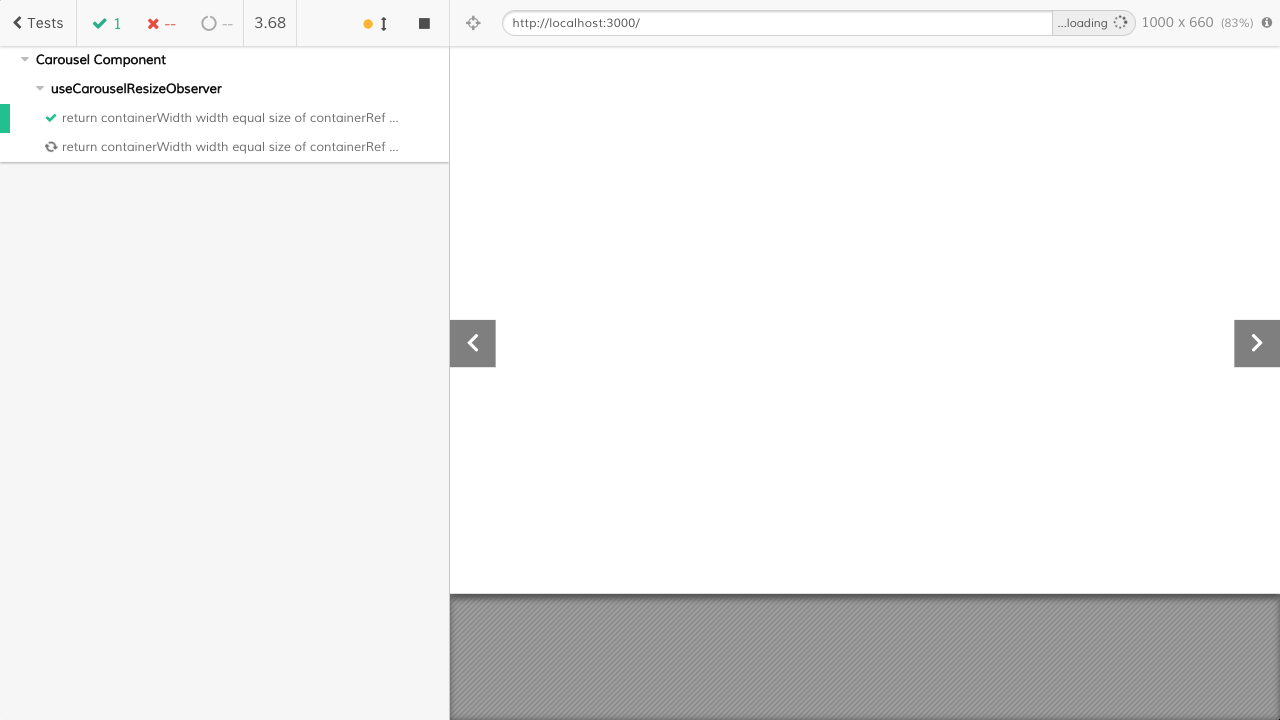 Tests 1 -- -- 3.68
http://localhost:3000/ ...loading 1000 x 660 (83%)
Carousel Component
useCarouselResizeObserver
return containerWidth width equal size of containerRef ...
return containerWidth width equal size of containerRef ...